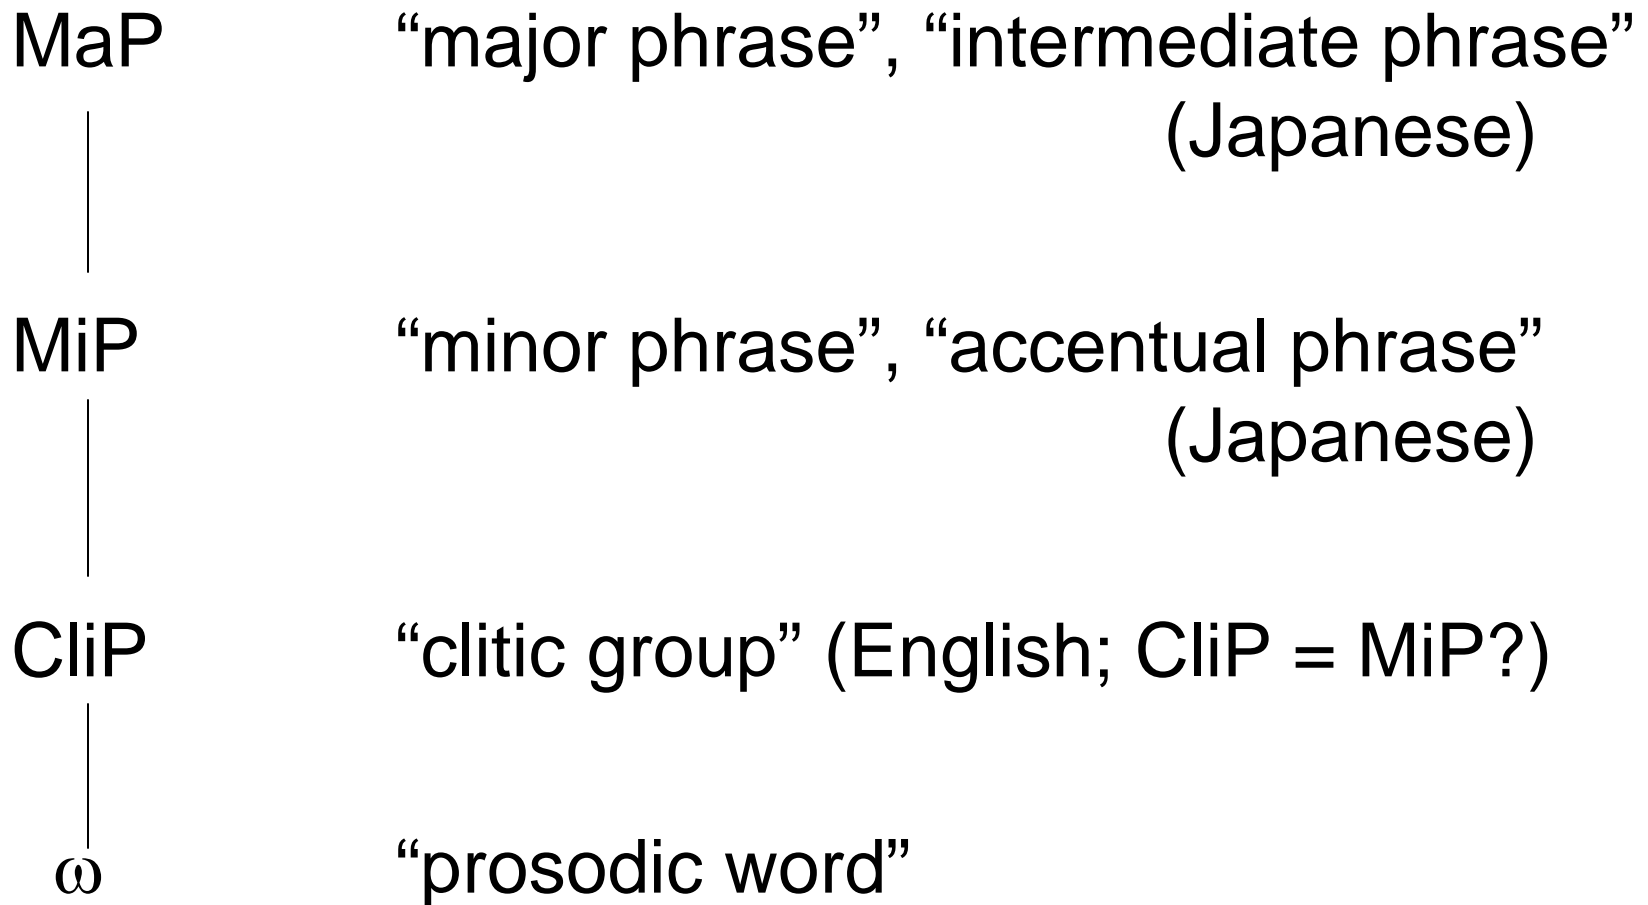 MaP “major phrase”, “intermediate phrase”
(Japanese)
MiP “minor phrase”, “accentual phrase”
(Japanese)
CliP “clitic group” (English; CliP = MiP?)
ω “prosodic word”